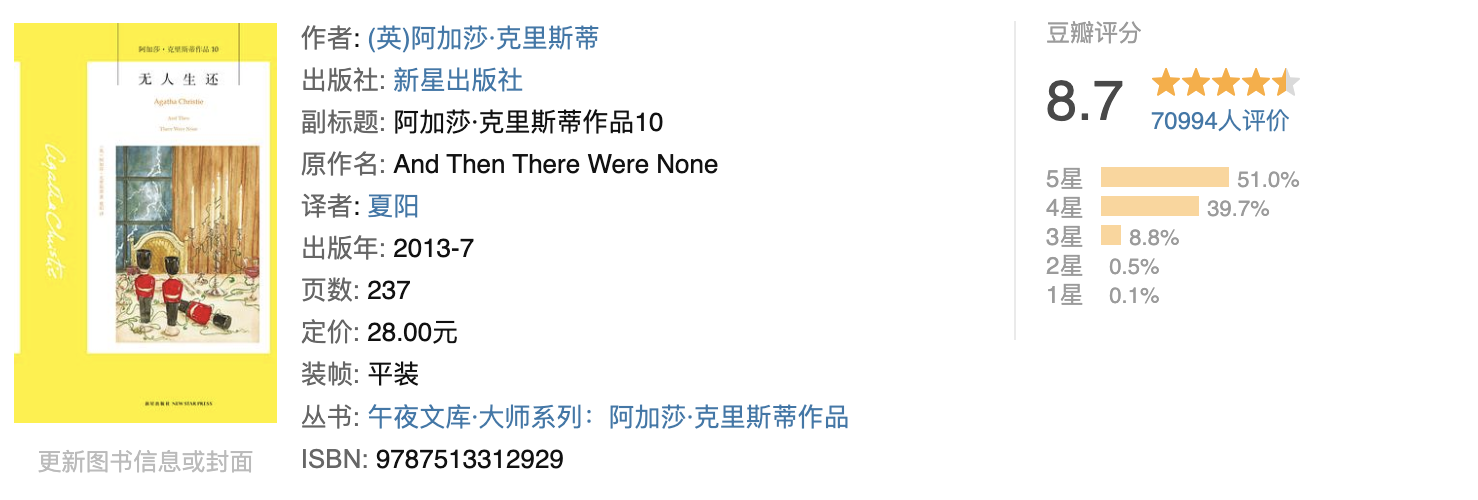 阿加莎·克里斯蒂作品 10
无人生还
Agatha Christie
And Then
There Were None
Agatha Christie
新星出版社 NEW STAR PRESS
更新图书信息或封面
作者: (英)阿加莎·克里斯蒂
出版社: 新星出版社
副标题: 阿加莎·克里斯蒂作品10
原作名: And Then There Were None
译者: 夏阳
出版年: 2013-7
页数: 237
定价: 28.00元
装帧: 平装
丛书: 午夜文库·大师系列：阿加莎·克里斯蒂作品
ISBN: 9787513312929
豆瓣评分
8.7
70994人评价
5星 51.0%
4星 39.7%
3星 8.8%
2星 0.5%
1星 0.1%